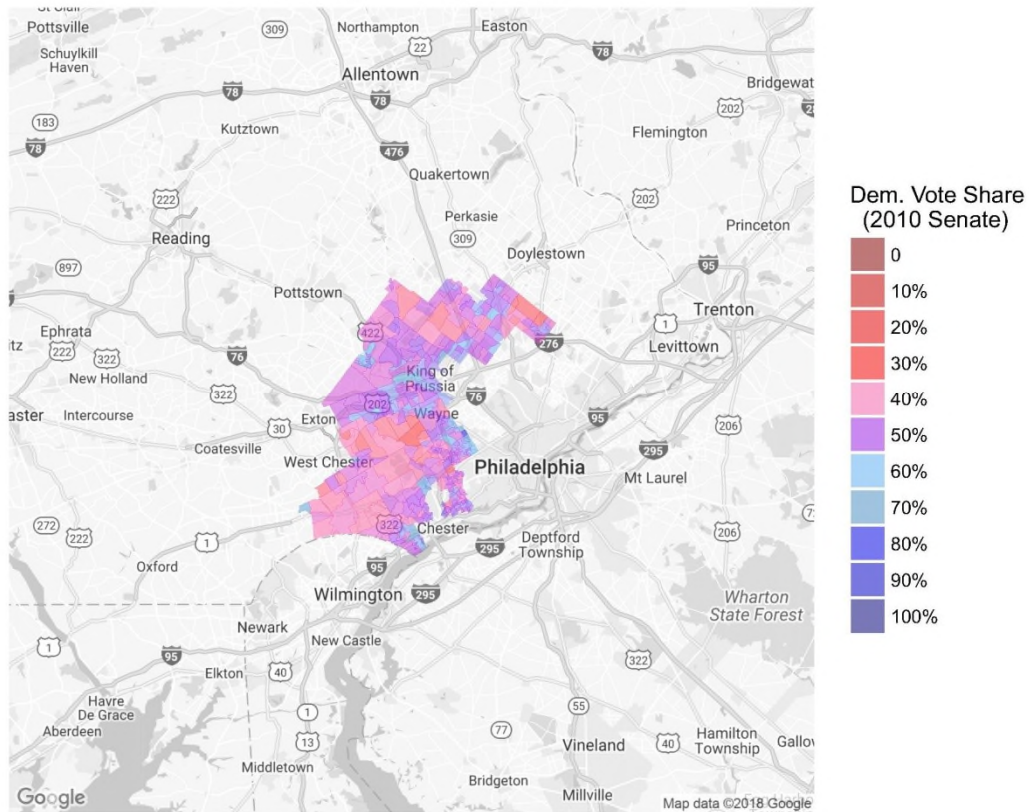 St Clair
Pottsville
309
Northampton
Easton
22
78
Schuylkill
Haven
Allentown
Bridgewat
78
78
202
183
Kutztown
Flemington
78
476
Quakertown
222
202
Perkasie
Princeton
Reading
309
Doylestown
897
95
Pottstown
Trenton
Ephrata
422
1
276
Levittown
itz
222
322
76
King of
Prussia
New Holland
76
322
202
95
aster
Intercourse
Exton
Wayne
30
206
Coatesville
295
West Chester
Philadelphia
Mt Laurel
272
322
222
Chester
1
295
Deptford
Township
206
Oxford
95
Wilmington
295
Wharton
State Forest
Newark
1
New Castle
95
322
Elkton
40
Havre
De Grace
1
55
Aberdeen
77
Hamilton
Township
13
Vineland
40
Gallow
Middletown
Bridgeton
Millville
Google
Map data ©2018 Google
Dem. Vote Share
(2010 Senate)
0
10%
20%
30%
40%
50%
60%
70%
80%
90%
100%